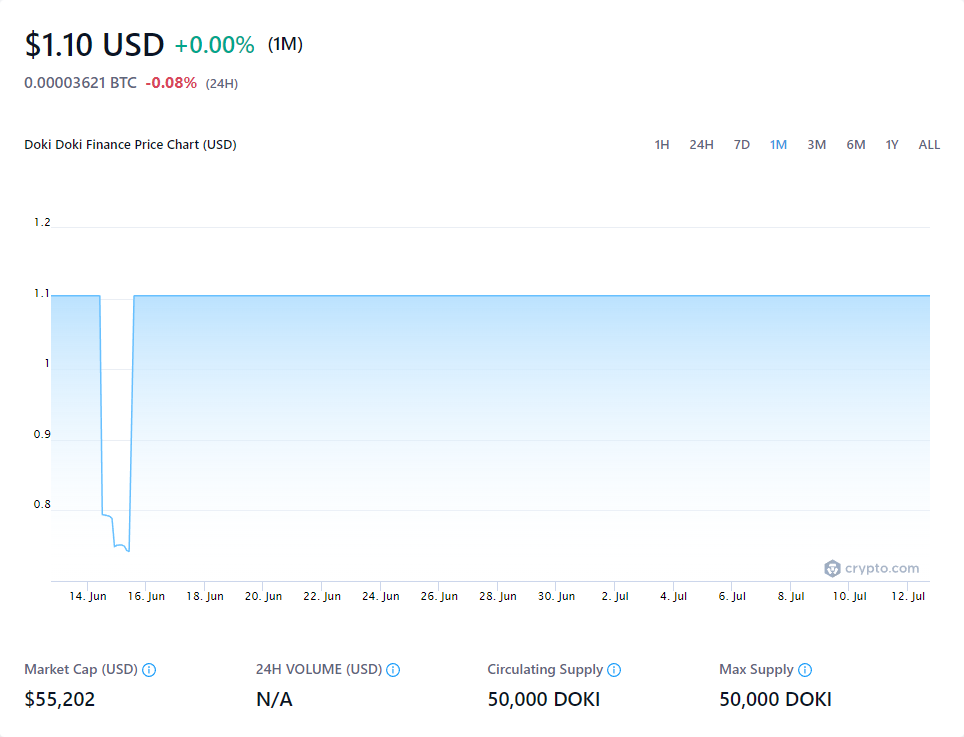 $1.10 USD +0.00% (1M)
0.00003621 BTC -0.08% (24H)
Doki Doki Finance Price Chart (USD) 1H 24H 7D 1M 3M 6M 1Y ALL
1.2
1.1
1
0.9
0.8
crypto.com
14. Jun 16. Jun 18. Jun 20. Jun 22. Jun 24. Jun 26. Jun 28. Jun 30. Jun 2. Jul 4. Jul 6. Jul 8. Jul 10. Jul 12. Jul
Market Cap (USD) 24H VOLUME (USD) Circulating Supply Max Supply
$55,202 N/A 50,000 DOKI 50,000 DOKI